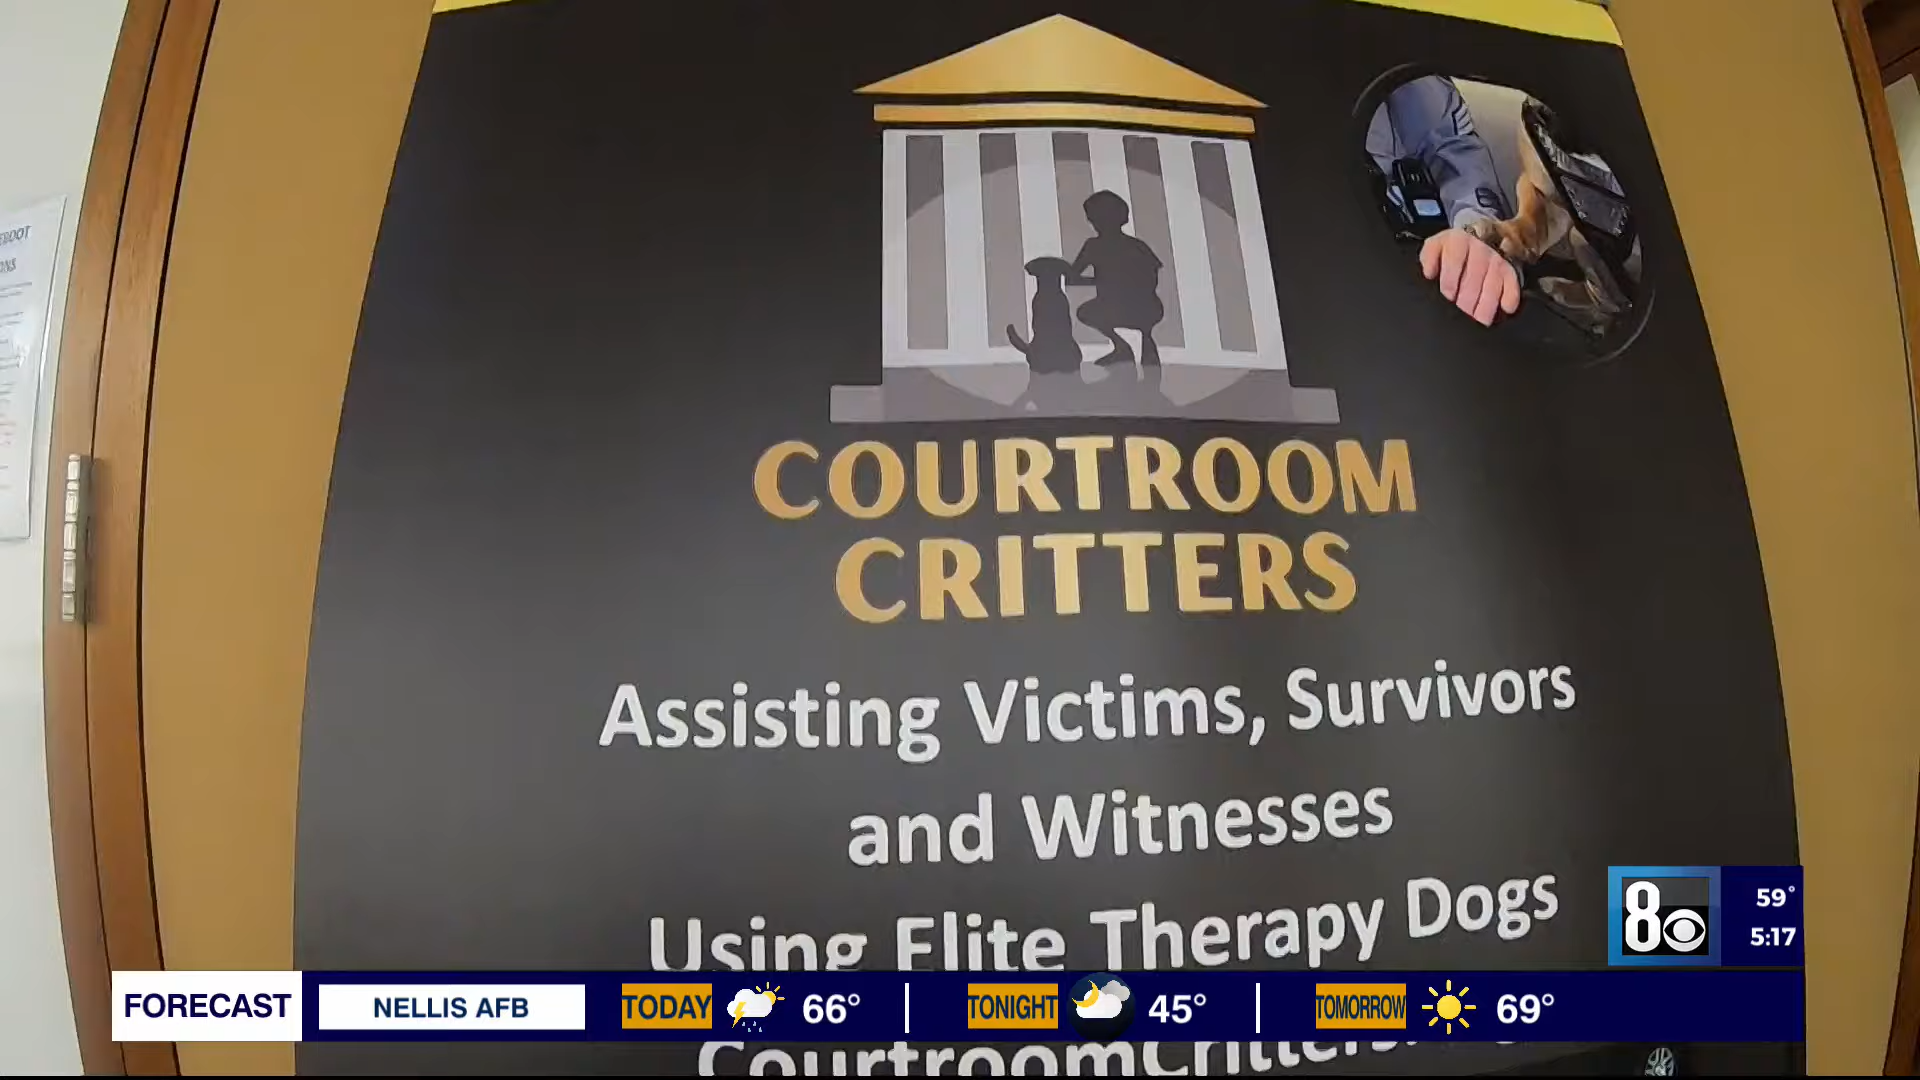 COURTROOM
CRITTERS
Assisting Victims, Survivors
and Witnesses
Using Elite Therapy Dogs
8
59°
5:17
FORECAST
NELLIS AFB
TODAY
66°
TONIGHT
45°
TOMORROW
69°